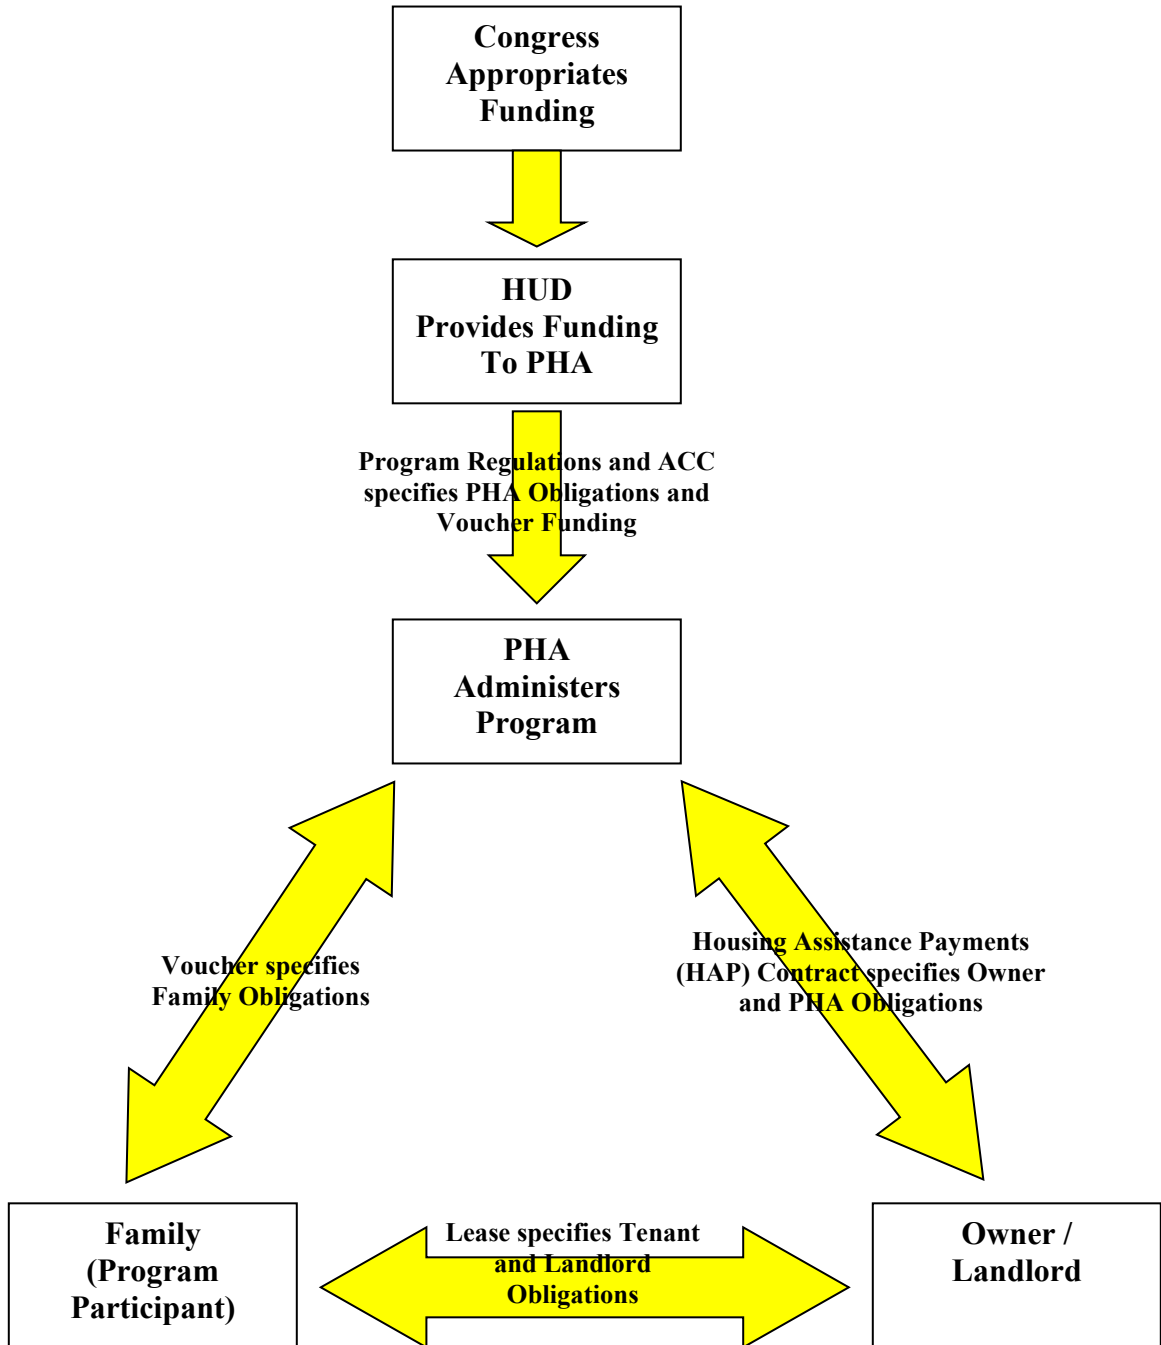 Congress
Appropriates
Funding
HUD
Provides Funding
To PHA
Program Regulations and ACC
specifies PHA Obligations and
Voucher Funding
PHA
Administers
Program
Voucher specifies
Family Obligations
Housing Assistance Payments
(HAP) Contract specifies Owner
and PHA Obligations
Family
(Program
Participant)
Lease specifies Tenant
and Landlord
Obligations
Owner /
Landlord